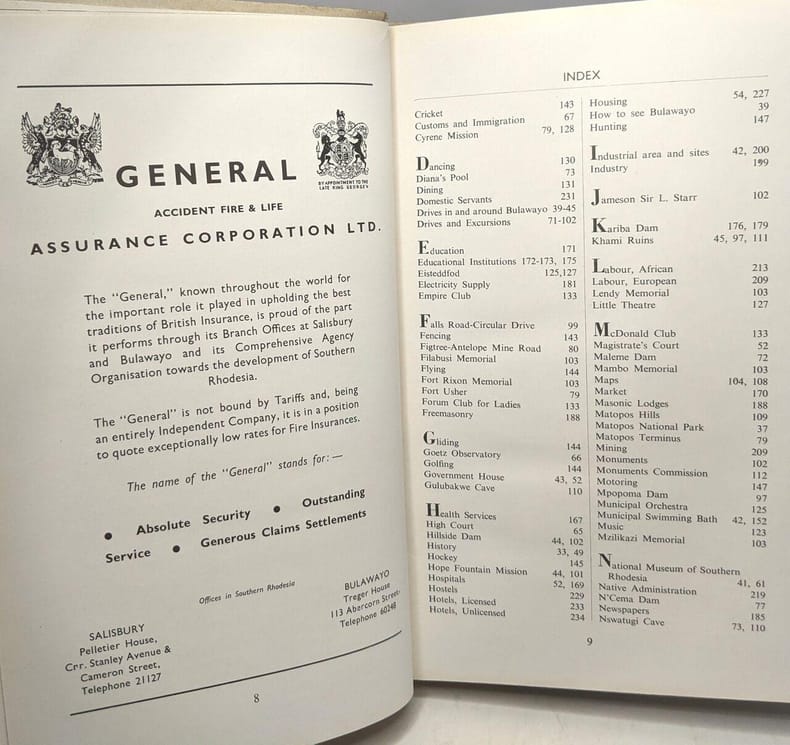 GENERAL
BY APPOINTMENT TO THE
LATE KING GEORGE V
ACCIDENT FIRE & LIFE
ASSURANCE CORPORATION LTD.
The "General," known throughout the world for
the important role it played in upholding the best
traditions of British Insurance, is proud of the part
it performs through its Branch Offices at Salisbury
and Bulawayo and its Comprehensive Agency
Organisation towards the development of Southern
Rhodesia.
The "General" is not bound by Tariffs and, being
an entirely Independent Company, it is in a position
to quote exceptionally low rates for Fire Insurances.
The name of the "General" stands for:—
● Absolute Security ● Outstanding
Service ● Generous Claims Settlements
Offices in Southern Rhodesia
SALISBURY
Pelletier House,
Crr. Stanley Avenue &
Cameron Street,
Telephone 21127
BULAWAYO
Treger House
113 Abercorn Street,
Telephone 60248
8
INDEX
Cricket 143
Customs and Immigration 67
Cyrene Mission 79, 128
Dancing 130
Diana's Pool 73
Dining 131
Domestic Servants 231
Drives in and around Bulawayo 39-45
Drives and Excursions 71-102
Education 171
Educational Institutions 172-173, 175
Eisteddfod 125,127
Electricity Supply 181
Empire Club 133
Falls Road-Circular Drive 99
Fencing 143
Figtree-Antelope Mine Road 80
Filabusi Memorial 103
Flying 144
Fort Rixon Memorial 103
Fort Usher 79
Forum Club for Ladies 133
Freemasonry 188
Gliding 144
Goetz Observatory 66
Golfing 144
Government House 43, 52
Gulubakwe Cave 110
Health Services 167
High Court 65
Hillside Dam 44, 102
History 33, 49
Hockey 145
Hope Fountain Mission 44, 101
Hospitals 52, 169
Hostels 229
Hotels, Licensed 233
Hotels, Unlicensed 234
Housing 54, 227
How to see Bulawayo 39
Hunting 147
Industrial area and sites 42, 200
Industry 199
Jameson Sir L. Starr 102
Kariba Dam 176, 179
Khami Ruins 45, 97, 111
Labour, African 213
Labour, European 209
Lendy Memorial 103
Little Theatre 127
McDonald Club 133
Magistrate's Court 52
Maleme Dam 72
Mambo Memorial 103
Maps 104, 108
Market 170
Masonic Lodges 188
Matopos Hills 109
Matopos National Park 37
Matopos Terminus 79
Mining 209
Monuments 102
Monuments Commission 112
Motoring 147
Mpopoma Dam 97
Municipal Orchestra 125
Municipal Swimming Bath 42, 152
Music 123
Mzilikazi Memorial 103
National Museum of Southern
Rhodesia 41, 61
Native Administration 219
N'Cema Dam 77
Newspapers 185
Nswatugi Cave 73, 110
9